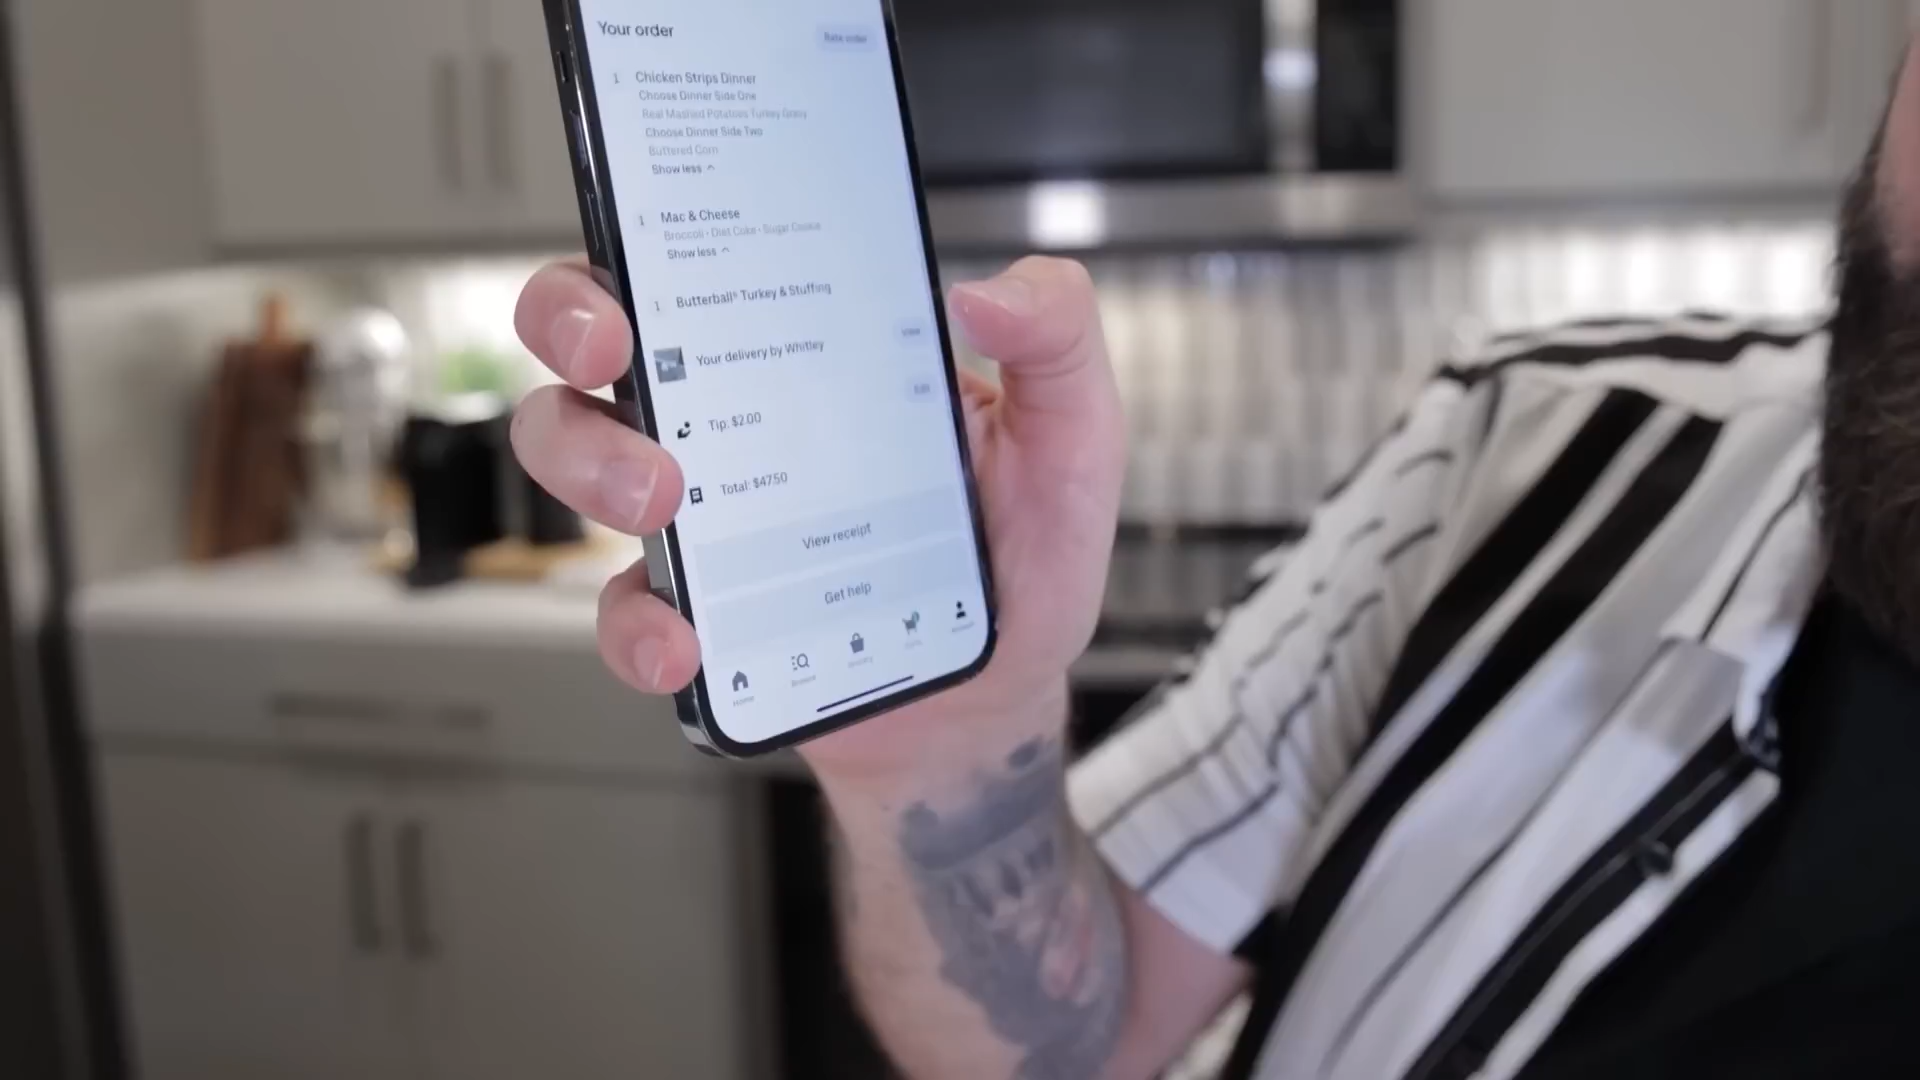 Your order
Rate order
1 Chicken Strips Dinner
Choose Dinner Side One
Real Mashed Potatoes Turkey Gravy
Choose Dinner Side Two
Buttered Corn
Show less
1 Mac & Cheese
Broccoli • Diet Coke • Sugar Cookie
Show less
1 Butterball® Turkey & Stuffing
Your delivery by Whitley
View
Edit
Tip: $2.00
Total: $47.50
View receipt
Get help
Home
Browse
Account